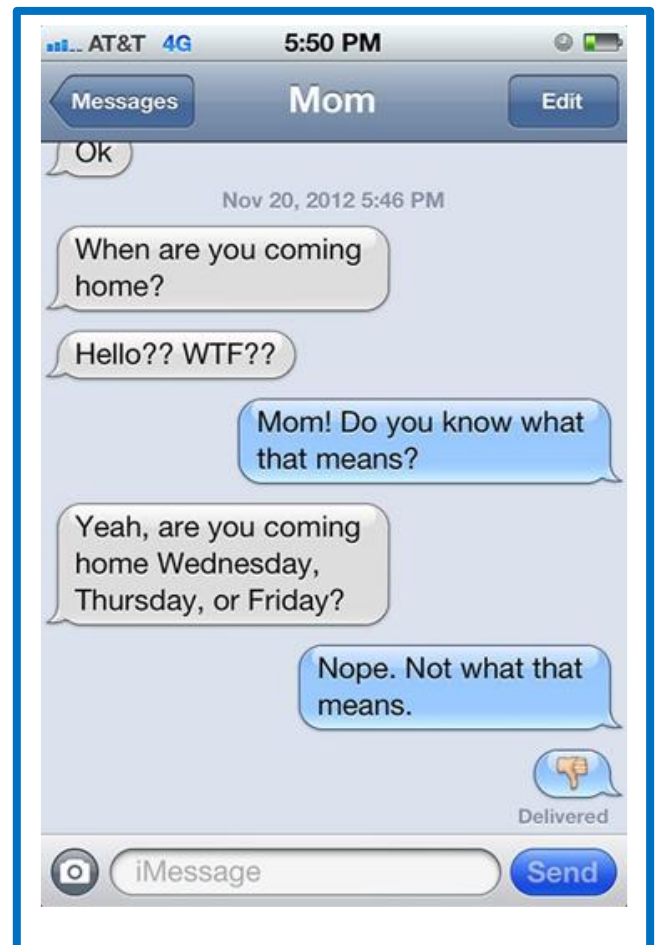 AT&T 4G 5:50 PM
Messages Mom Edit
Ok
Nov 20, 2012 5:46 PM
When are you coming
home?
Hello?? WTF??
Mom! Do you know what
that means?
Yeah, are you coming
home Wednesday,
Thursday, or Friday?
Nope. Not what that
means.
Delivered
iMessage Send